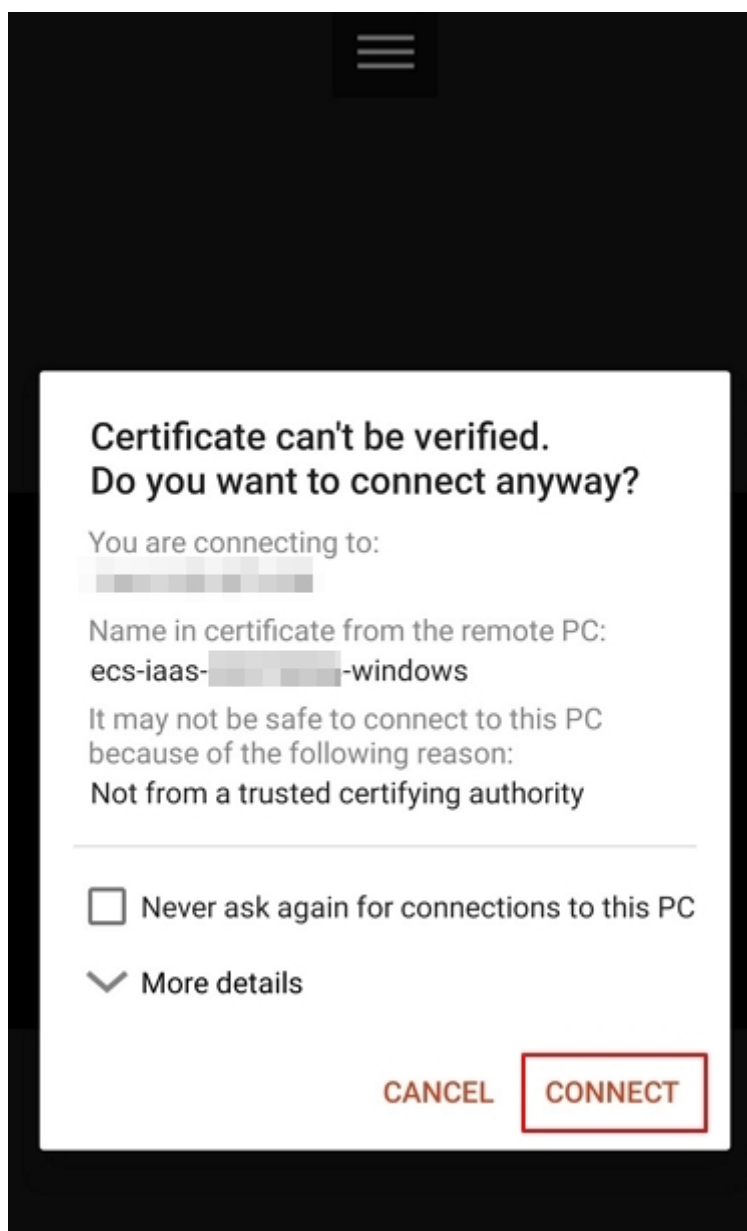 Certificate can't be verified.
Do you want to connect anyway?
You are connecting to:
Name in certificate from the remote PC:
ecs-iaas- -windows
It may not be safe to connect to this PC
because of the following reason:
Not from a trusted certifying authority
Never ask again for connections to this PC
More details
CANCEL CONNECT